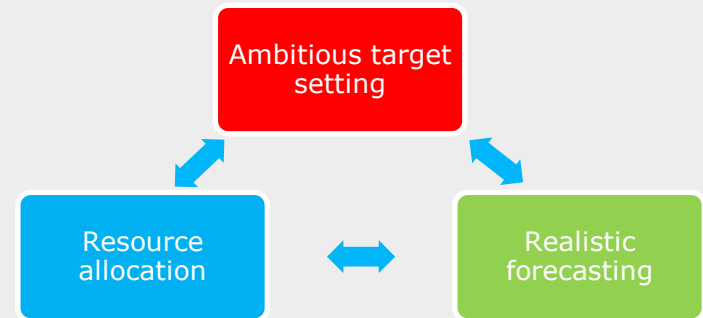 Ambitious target
setting
Resource
allocation
Realistic
forecasting